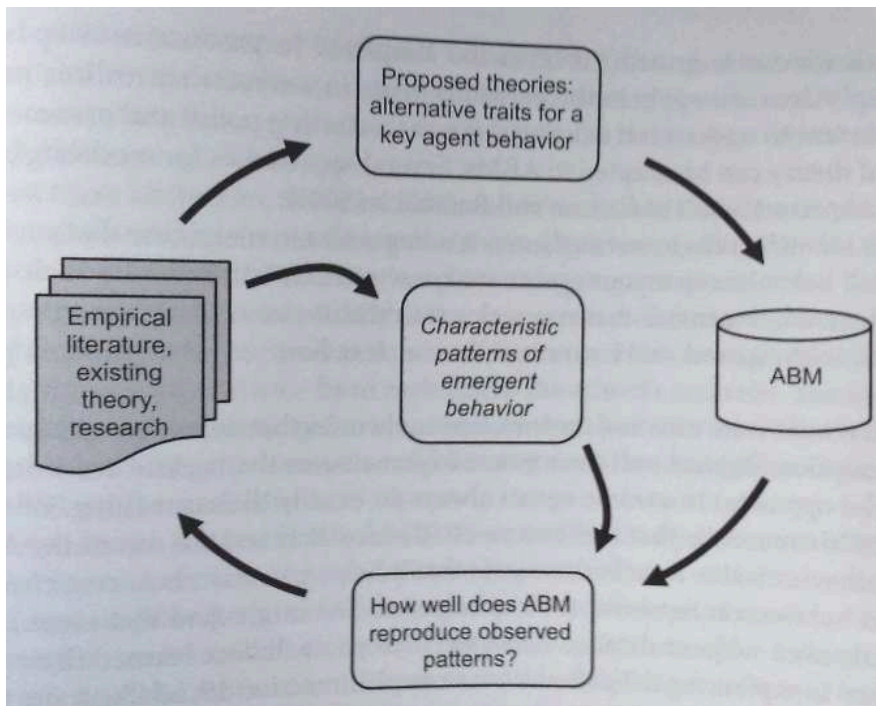 Proposed theories:
alternative traits for a
key agent behavior
Empirical
literature,
existing
theory,
research
Characteristic
patterns of
emergent
behavior
ABM
How well does ABM
reproduce observed
patterns?